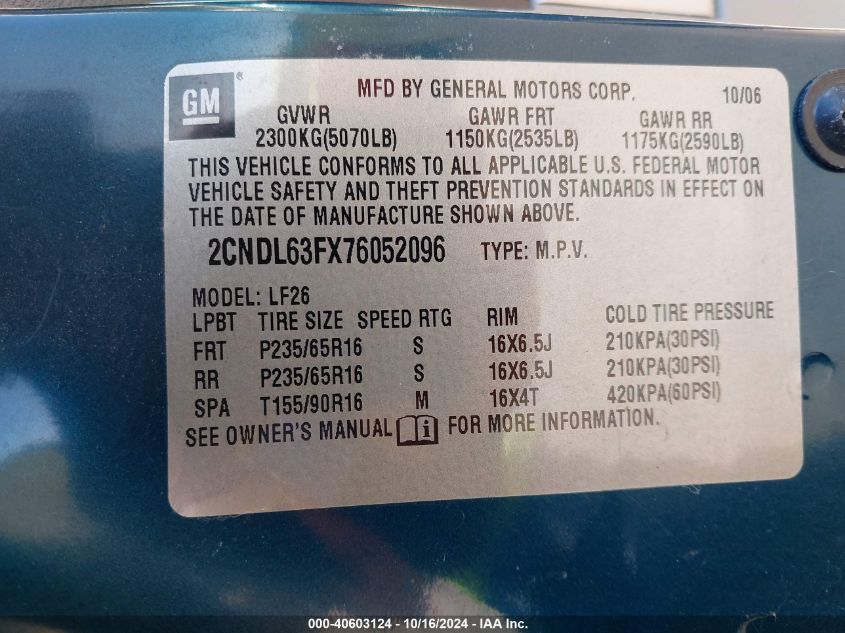 GM ®
MFD BY GENERAL MOTORS CORP. 10/06
GVWR GAWR FRT GAWR RR
2300KG(5070LB) 1150KG(2535LB) 1175KG(2590LB)
THIS VEHICLE CONFORMS TO ALL APPLICABLE U.S. FEDERAL MOTOR
VEHICLE SAFETY AND THEFT PREVENTION STANDARDS IN EFFECT ON
THE DATE OF MANUFACTURE SHOWN ABOVE.
2CNDL63FX76052096 TYPE: M.P.V.
MODEL: LF26
LPBT TIRE SIZE SPEED RTG RIM COLD TIRE PRESSURE
FRT P235/65R16 S 16X6.5J 210KPA(30PSI)
RR P235/65R16 S 16X6.5J 210KPA(30PSI)
SPA T155/90R16 M 16X4T 420KPA(60PSI)
SEE OWNER'S MANUAL i FOR MORE INFORMATION.
000-40603124 - 10/16/2024 - IAA Inc.